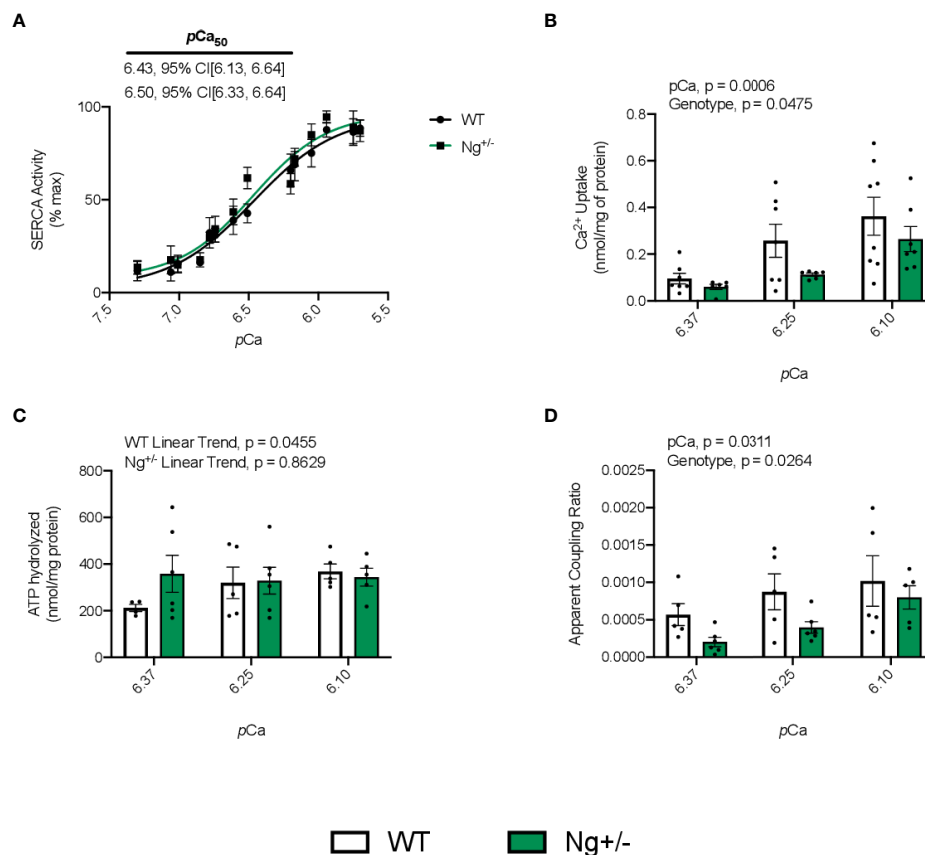 A
pCa50
6.43, 95% CI[6.13, 6.64]
6.50, 95% CI[6.33, 6.64]
100
50
0
SERCA Activity
(% max)
7.5
7.0
6.5
6.0
5.5
pCa
WT
Ng+/-
B
pCa, p = 0.0006
Genotype, p = 0.0475
0.8
0.6
0.4
0.2
0.0
Ca2+ Uptake
(nmol/mg of protein)
6.37
6.25
6.10
pCa
C
WT Linear Trend, p = 0.0455
Ng+/- Linear Trend, p = 0.8629
800
600
400
200
0
ATP hydrolyzed
(nmol/mg protein)
6.37
6.25
6.10
pCa
D
pCa, p = 0.0311
Genotype, p = 0.0264
0.0025
0.0020
0.0015
0.0010
0.0005
0.0000
Apparent Coupling Ratio
6.37
6.25
6.10
pCa
WT
Ng+/-